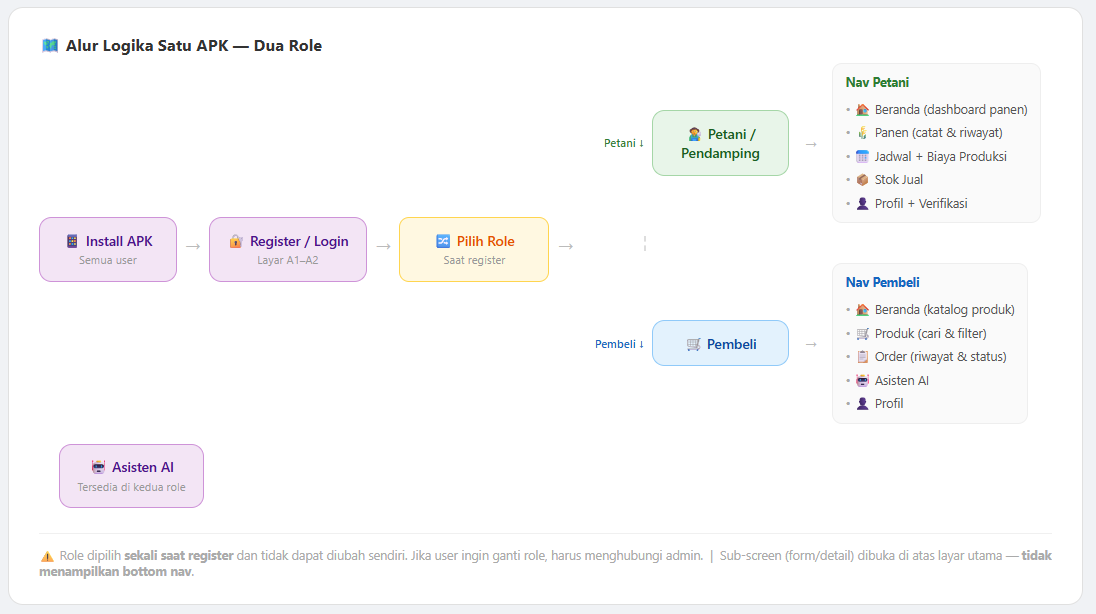 Alur Logika Satu APK — Dua Role
Install APK
Semua user
→
Register / Login
Layar A1–A2
→
Pilih Role
Saat register
→
Petani ↓
Petani /
Pendamping
→
Nav Petani
• Beranda (dashboard panen)
• Panen (catat & riwayat)
• Jadwal + Biaya Produksi
• Stok Jual
• Profil + Verifikasi
Pembeli ↓
Pembeli
→
Nav Pembeli
• Beranda (katalog produk)
• Produk (cari & filter)
• Order (riwayat & status)
• Asisten AI
• Profil
Asisten AI
Tersedia di kedua role
⚠️ Role dipilih sekali saat register dan tidak dapat diubah sendiri. Jika user ingin ganti role, harus menghubungi admin. | Sub-screen (form/detail) dibuka di atas layar utama — tidak
menampilkan bottom nav.